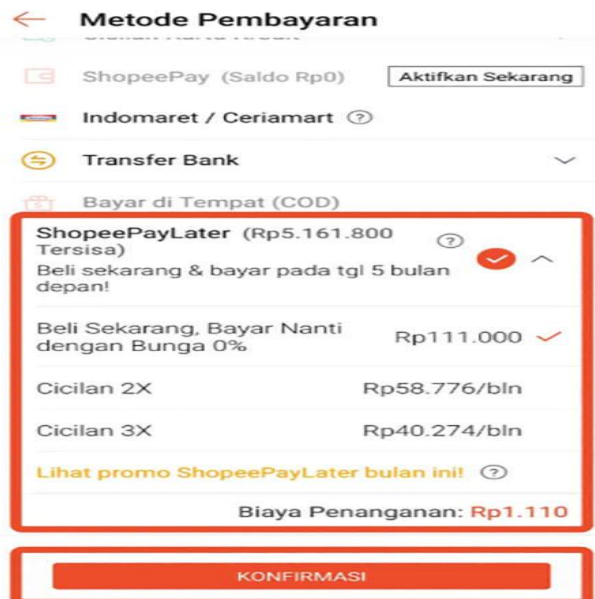 Metode Pembayaran
ShopeePay (Saldo Rp0) Aktifkan Sekarang
Indomaret / Ceriamart ?
Transfer Bank
Bayar di Tempat (COD)
ShopeePayLater (Rp5.161.800
Tersisa) ?
Beli sekarang & bayar pada tgl 5 bulan
depan!
Beli Sekarang, Bayar Nanti
dengan Bunga 0% Rp111.000
Cicilan 2X Rp58.776/bln
Cicilan 3X Rp40.274/bln
Lihat promo ShopeePayLater bulan ini! ?
Biaya Penanganan: Rp1.110
KONFIRMASI